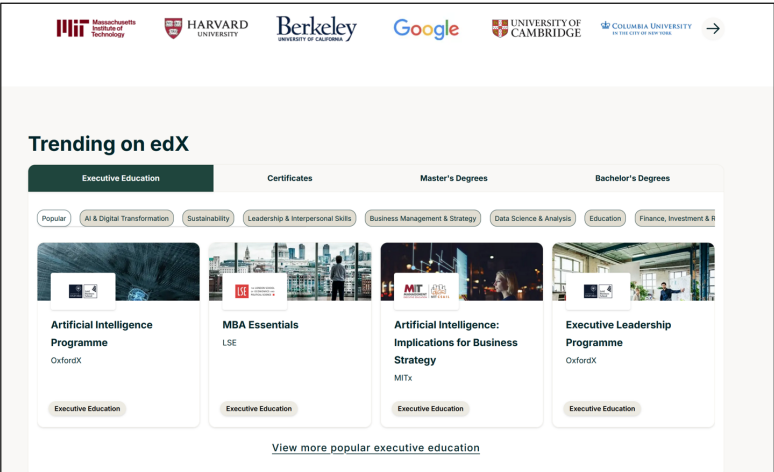 Massachusetts
Institute of
Technology
HARVARD
UNIVERSITY
Berkeley
UNIVERSITY OF CALIFORNIA
Google
UNIVERSITY OF
CAMBRIDGE
COLUMBIA UNIVERSITY
IN THE CITY OF NEW YORK
Trending on edX
Executive Education
Certificates
Master's Degrees
Bachelor's Degrees
Popular
AI & Digital Transformation
Sustainability
Leadership & Interpersonal Skills
Business Management & Strategy
Data Science & Analysis
Education
Finance, Investment & R
LSE
MIT
MANAGEMENT
Artificial Intelligence
Programme
OxfordX
Executive Education
MBA Essentials
LSE
Executive Education
Artificial Intelligence:
Implications for Business
Strategy
MITx
Executive Education
Executive Leadership
Programme
OxfordX
Executive Education
View more popular executive education